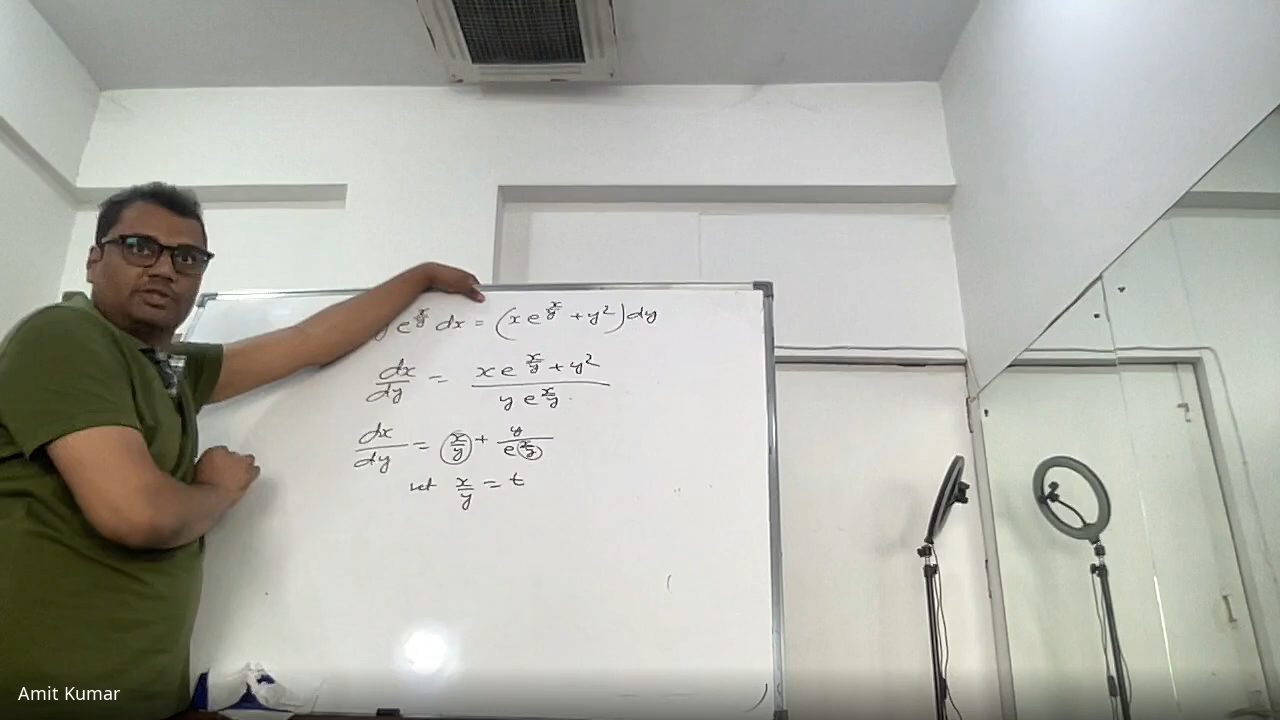 y e^{x/y} dx = (x e^{x/y} + y²) dy
dx/dy = (x e^{x/y} + y²)/(y e^{x/y})
dx/dy = x/y + y/e^{x/y}
let x/y = t
Amit Kumar